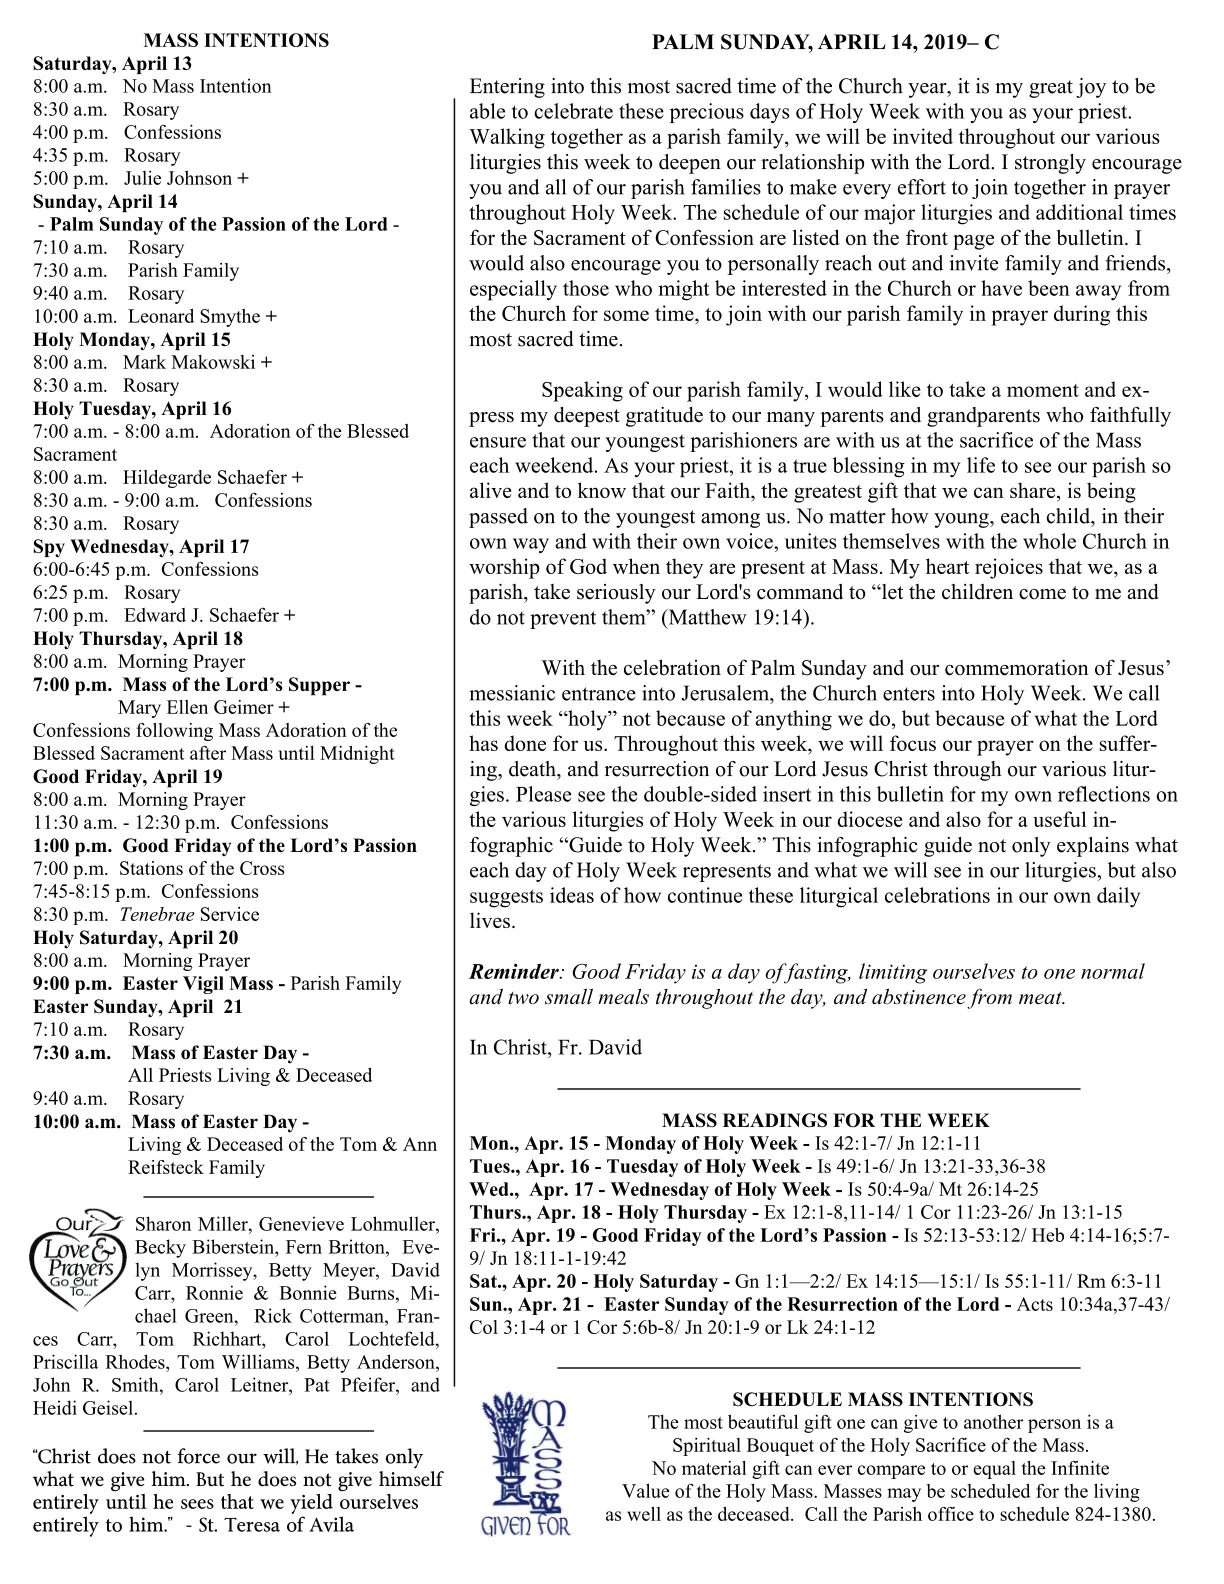 MASS INTENTIONS
Saturday, April 13
8:00 a.m. No Mass Intention
8:30 a.m. Rosary
4:00 p.m. Confessions
4:35 p.m. Rosary
5:00 p.m. Julie Johnson +
Sunday, April 14
- Palm Sunday of the Passion of the Lord -
7:10 a.m. Rosary
7:30 a.m. Parish Family
9:40 a.m. Rosary
10:00 a.m. Leonard Smythe +
Holy Monday, April 15
8:00 a.m. Mark Makowski +
8:30 a.m. Rosary
Holy Tuesday, April 16
7:00 a.m. - 8:00 a.m. Adoration of the Blessed
Sacrament
8:00 a.m. Hildegarde Schaefer +
8:30 a.m. - 9:00 a.m. Confessions
8:30 a.m. Rosary
Spy Wednesday, April 17
6:00-6:45 p.m. Confessions
6:25 p.m. Rosary
7:00 p.m. Edward J. Schaefer +
Holy Thursday, April 18
8:00 a.m. Morning Prayer
7:00 p.m. Mass of the Lord’s Supper -
Mary Ellen Geimer +
Confessions following Mass Adoration of the
Blessed Sacrament after Mass until Midnight
Good Friday, April 19
8:00 a.m. Morning Prayer
11:30 a.m. - 12:30 p.m. Confessions
1:00 p.m. Good Friday of the Lord’s Passion
7:00 p.m. Stations of the Cross
7:45-8:15 p.m. Confessions
8:30 p.m. Tenebrae Service
Holy Saturday, April 20
8:00 a.m. Morning Prayer
9:00 p.m. Easter Vigil Mass - Parish Family
Easter Sunday, April 21
7:10 a.m. Rosary
7:30 a.m. Mass of Easter Day -
All Priests Living & Deceased
9:40 a.m. Rosary
10:00 a.m. Mass of Easter Day -
Living & Deceased of the Tom & Ann
Reifsteck Family
Our
Love &
Prayers
Go Out
To...
Sharon Miller, Genevieve Lohmuller,
Becky Biberstein, Fern Britton, Eve-
lyn Morrissey, Betty Meyer, David
Carr, Ronnie & Bonnie Burns, Mi-
chael Green, Rick Cotterman, Fran-
ces Carr, Tom Richhart, Carol Lochtefeld,
Priscilla Rhodes, Tom Williams, Betty Anderson,
John R. Smith, Carol Leitner, Pat Pfeifer, and
Heidi Geisel.
“Christ does not force our will, He takes only
what we give him. But he does not give himself
entirely until he sees that we yield ourselves
entirely to him.” - St. Teresa of Avila
PALM SUNDAY, APRIL 14, 2019– C
Entering into this most sacred time of the Church year, it is my great joy to be
able to celebrate these precious days of Holy Week with you as your priest.
Walking together as a parish family, we will be invited throughout our various
liturgies this week to deepen our relationship with the Lord. I strongly encourage
you and all of our parish families to make every effort to join together in prayer
throughout Holy Week. The schedule of our major liturgies and additional times
for the Sacrament of Confession are listed on the front page of the bulletin. I
would also encourage you to personally reach out and invite family and friends,
especially those who might be interested in the Church or have been away from
the Church for some time, to join with our parish family in prayer during this
most sacred time.
Speaking of our parish family, I would like to take a moment and ex-
press my deepest gratitude to our many parents and grandparents who faithfully
ensure that our youngest parishioners are with us at the sacrifice of the Mass
each weekend. As your priest, it is a true blessing in my life to see our parish so
alive and to know that our Faith, the greatest gift that we can share, is being
passed on to the youngest among us. No matter how young, each child, in their
own way and with their own voice, unites themselves with the whole Church in
worship of God when they are present at Mass. My heart rejoices that we, as a
parish, take seriously our Lord's command to “let the children come to me and
do not prevent them” (Matthew 19:14).
With the celebration of Palm Sunday and our commemoration of Jesus’
messianic entrance into Jerusalem, the Church enters into Holy Week. We call
this week “holy” not because of anything we do, but because of what the Lord
has done for us. Throughout this week, we will focus our prayer on the suffer-
ing, death, and resurrection of our Lord Jesus Christ through our various litur-
gies. Please see the double-sided insert in this bulletin for my own reflections on
the various liturgies of Holy Week in our diocese and also for a useful in-
fographic “Guide to Holy Week.” This infographic guide not only explains what
each day of Holy Week represents and what we will see in our liturgies, but also
suggests ideas of how continue these liturgical celebrations in our own daily
lives.
Reminder: Good Friday is a day of fasting, limiting ourselves to one normal
and two small meals throughout the day, and abstinence from meat.
In Christ, Fr. David
MASS READINGS FOR THE WEEK
Mon., Apr. 15 - Monday of Holy Week - Is 42:1-7/ Jn 12:1-11
Tues., Apr. 16 - Tuesday of Holy Week - Is 49:1-6/ Jn 13:21-33,36-38
Wed., Apr. 17 - Wednesday of Holy Week - Is 50:4-9a/ Mt 26:14-25
Thurs., Apr. 18 - Holy Thursday - Ex 12:1-8,11-14/ 1 Cor 11:23-26/ Jn 13:1-15
Fri., Apr. 19 - Good Friday of the Lord’s Passion - Is 52:13-53:12/ Heb 4:14-16;5:7-
9/ Jn 18:11-1-19:42
Sat., Apr. 20 - Holy Saturday - Gn 1:1—2:2/ Ex 14:15—15:1/ Is 55:1-11/ Rm 6:3-11
Sun., Apr. 21 - Easter Sunday of the Resurrection of the Lord - Acts 10:34a,37-43/
Col 3:1-4 or 1 Cor 5:6b-8/ Jn 20:1-9 or Lk 24:1-12
MASS
GIVEN FOR
SCHEDULE MASS INTENTIONS
The most beautiful gift one can give to another person is a
Spiritual Bouquet of the Holy Sacrifice of the Mass.
No material gift can ever compare to or equal the Infinite
Value of the Holy Mass. Masses may be scheduled for the living
as well as the deceased. Call the Parish office to schedule 824-1380.